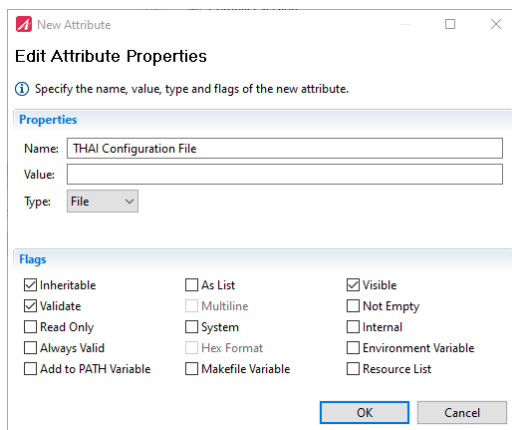 New Attribute
Edit Attribute Properties
Specify the name, value, type and flags of the new attribute.
Properties
Name: THAI Configuration File
Value:
Type: File
Flags
Inheritable As List Visible
Validate Multiline Not Empty
Read Only System Internal
Always Valid Hex Format Environment Variable
Add to PATH Variable Makefile Variable Resource List
OK Cancel